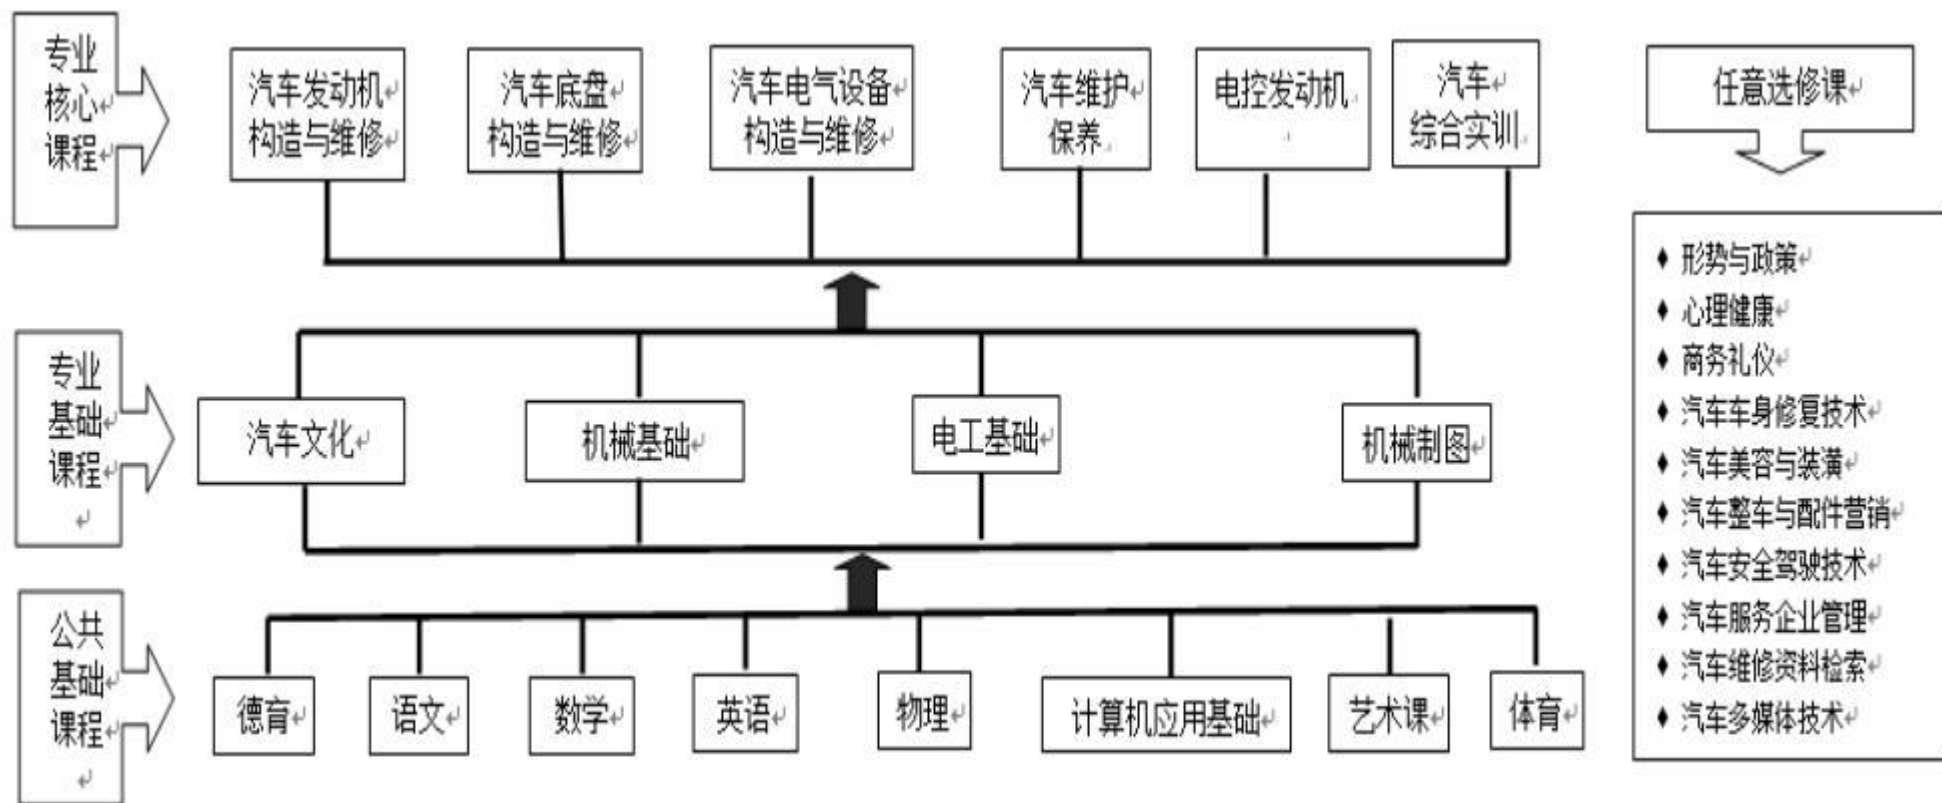 专业
核心
课程
汽车发动机
构造与维修
汽车底盘
构造与维修
汽车电气设备
构造与维修
汽车维护
保养
电控发动机
汽车
综合实训
任意选修课
形势与政策
心理健康
商务礼仪
汽车车身修复技术
汽车美容与装潢
汽车整车与配件营销
汽车安全驾驶技术
汽车服务企业管理
汽车维修资料检索
汽车多媒体技术
专业
基础
课程
汽车文化
机械基础
电工基础
机械制图
公共
基础
课程
德育
语文
数学
英语
物理
计算机应用基础
艺术课
体育